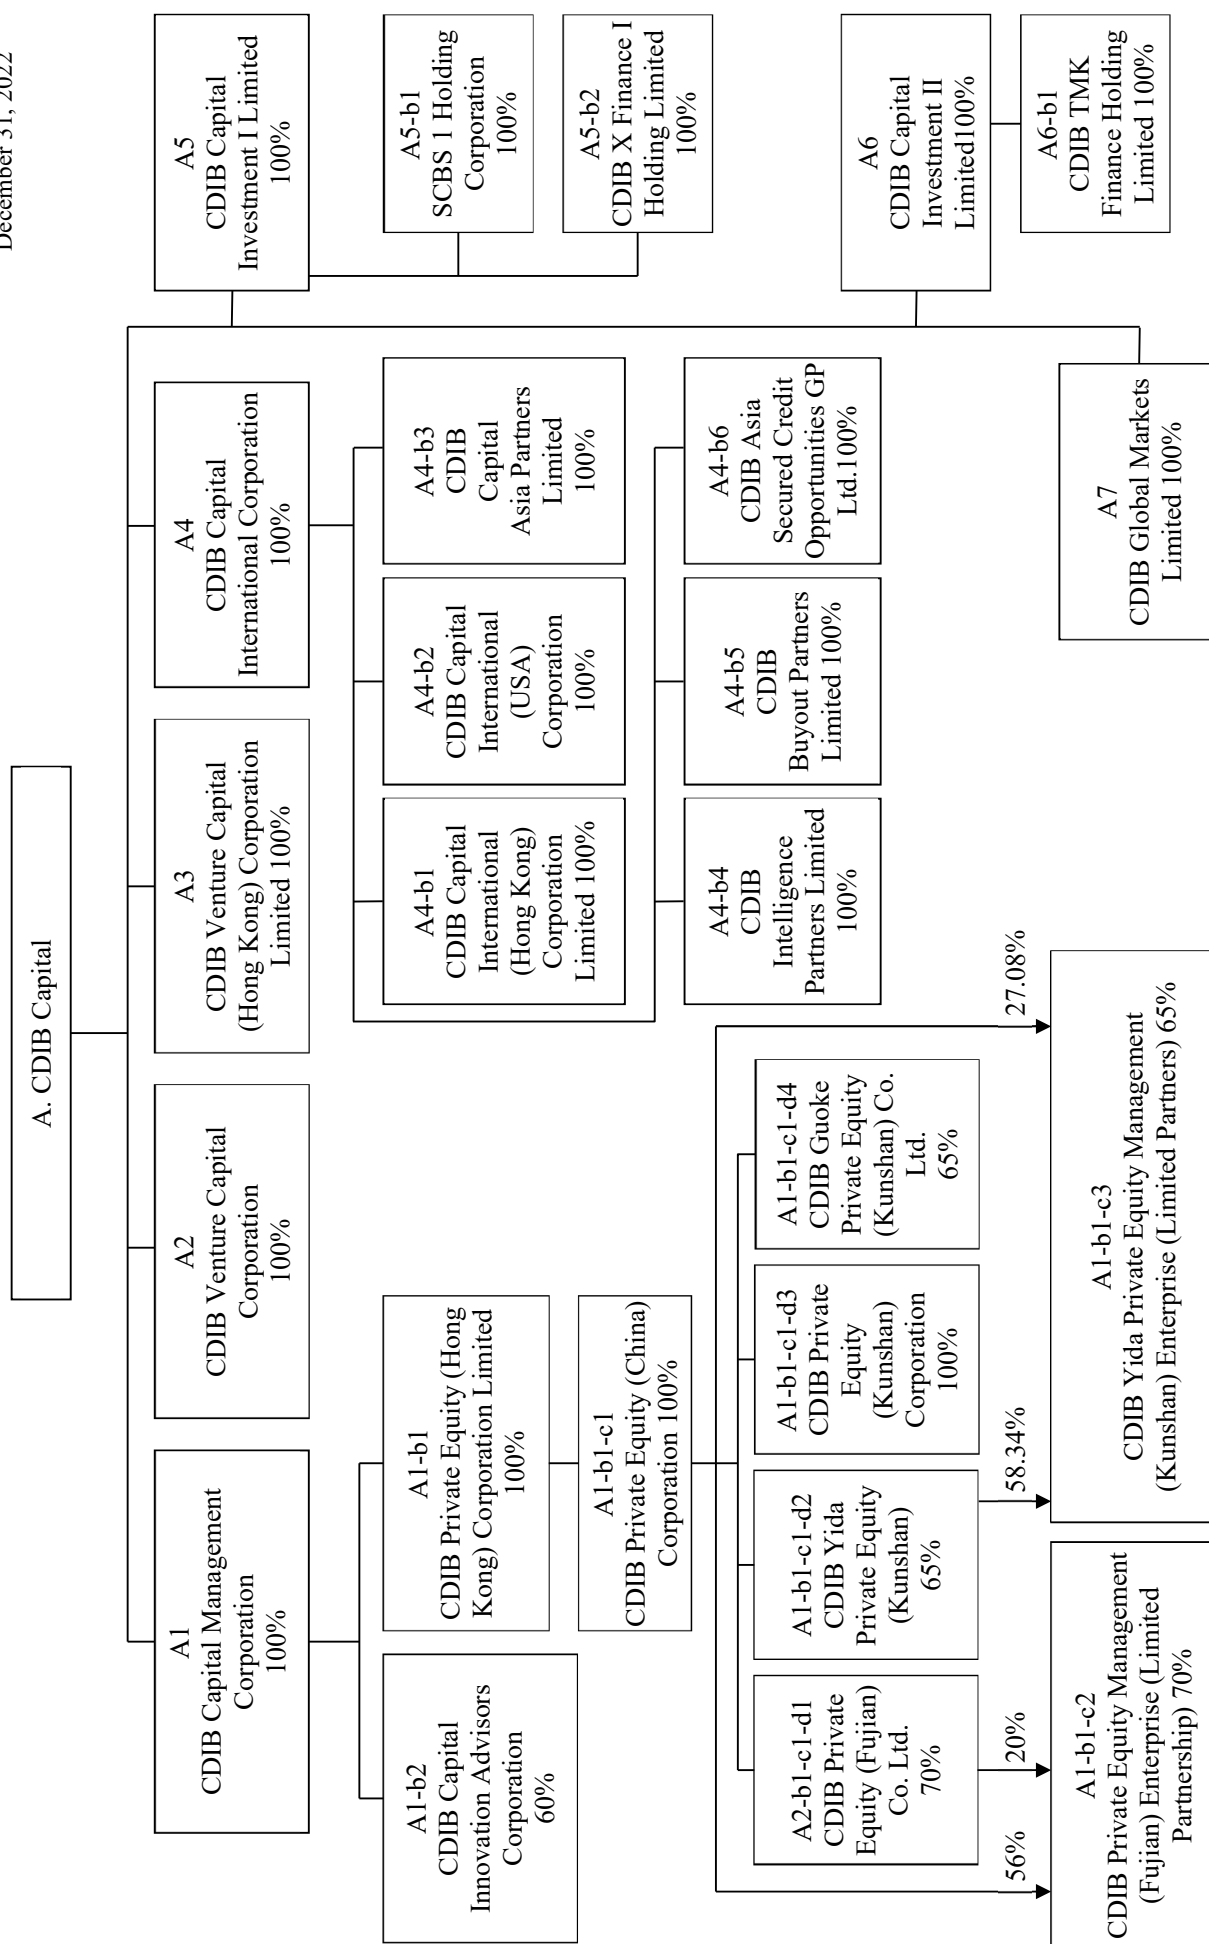 December 31, 2022
A. CDIB Capital
A1
CDIB Capital Management
Corporation
100%
A2
CDIB Venture Capital
Corporation
100%
A3
CDIB Venture Capital
(Hong Kong) Corporation
Limited 100%
A4
CDIB Capital
International Corporation
100%
A5
CDIB Capital
Investment I Limited
100%
A1-b2
CDIB Capital
Innovation Advisors
Corporation
60%
A1-b1
CDIB Private Equity (Hong
Kong) Corporation Limited
100%
A4-b1
CDIB Capital
International
(Hong Kong)
Corporation
Limited 100%
A4-b2
CDIB Capital
International
(USA)
Corporation
100%
A4-b3
CDIB
Capital
Asia Partners
Limited
100%
A5-b1
SCBS 1 Holding
Corporation
100%
A1-b1-c1
CDIB Private Equity (China)
Corporation 100%
A5-b2
CDIB X Finance I
Holding Limited
100%
A4-b4
CDIB
Intelligence
Partners Limited
100%
A4-b5
CDIB
Buyout Partners
Limited 100%
A4-b6
CDIB Asia
Secured Credit
Opportunities GP
Ltd.100%
A2-b1-c1-d1
CDIB Private
Equity (Fujian)
Co. Ltd.
70%
A1-b1-c1-d2
CDIB Yida
Private Equity
(Kunshan)
65%
A1-b1-c1-d3
CDIB Private
Equity
(Kunshan)
Corporation
100%
A1-b1-c1-d4
CDIB Guoke
Private Equity
(Kunshan) Co.
Ltd.
65%
A6
CDIB Capital
Investment II
Limited100%
56%
20%
58.34%
27.08%
A6-b1
CDIB TMK
Finance Holding
Limited 100%
A1-b1-c2
CDIB Private Equity Management
(Fujian) Enterprise (Limited
Partnership) 70%
A1-b1-c3
CDIB Yida Private Equity Management
(Kunshan) Enterprise (Limited Partners) 65%
A7
CDIB Global Markets
Limited 100%